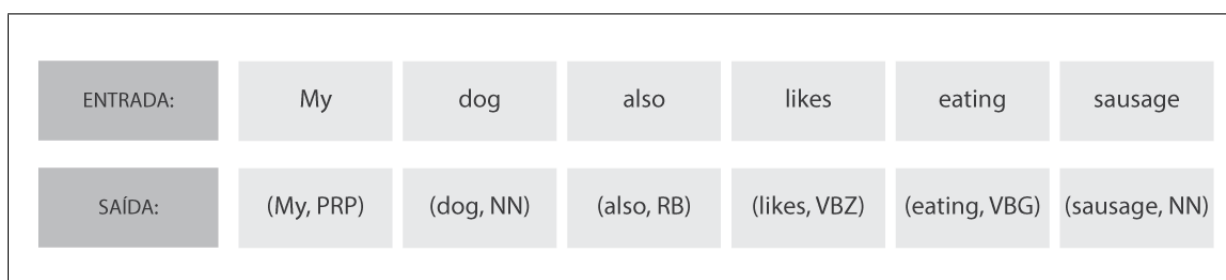 ENTRADA: My dog also likes eating sausage
SAÍDA: (My, PRP) (dog, NN) (also, RB) (likes, VBZ) (eating, VBG) (sausage, NN)